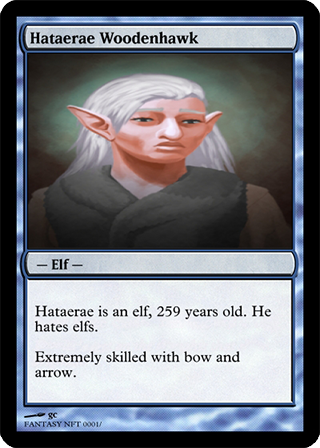 Hataerae Woodenhawk
— Elf —
Hataerae is an elf, 259 years old. He
hates elfs.
Extremely skilled with bow and
arrow.
gc
FANTASY NFT 0001/